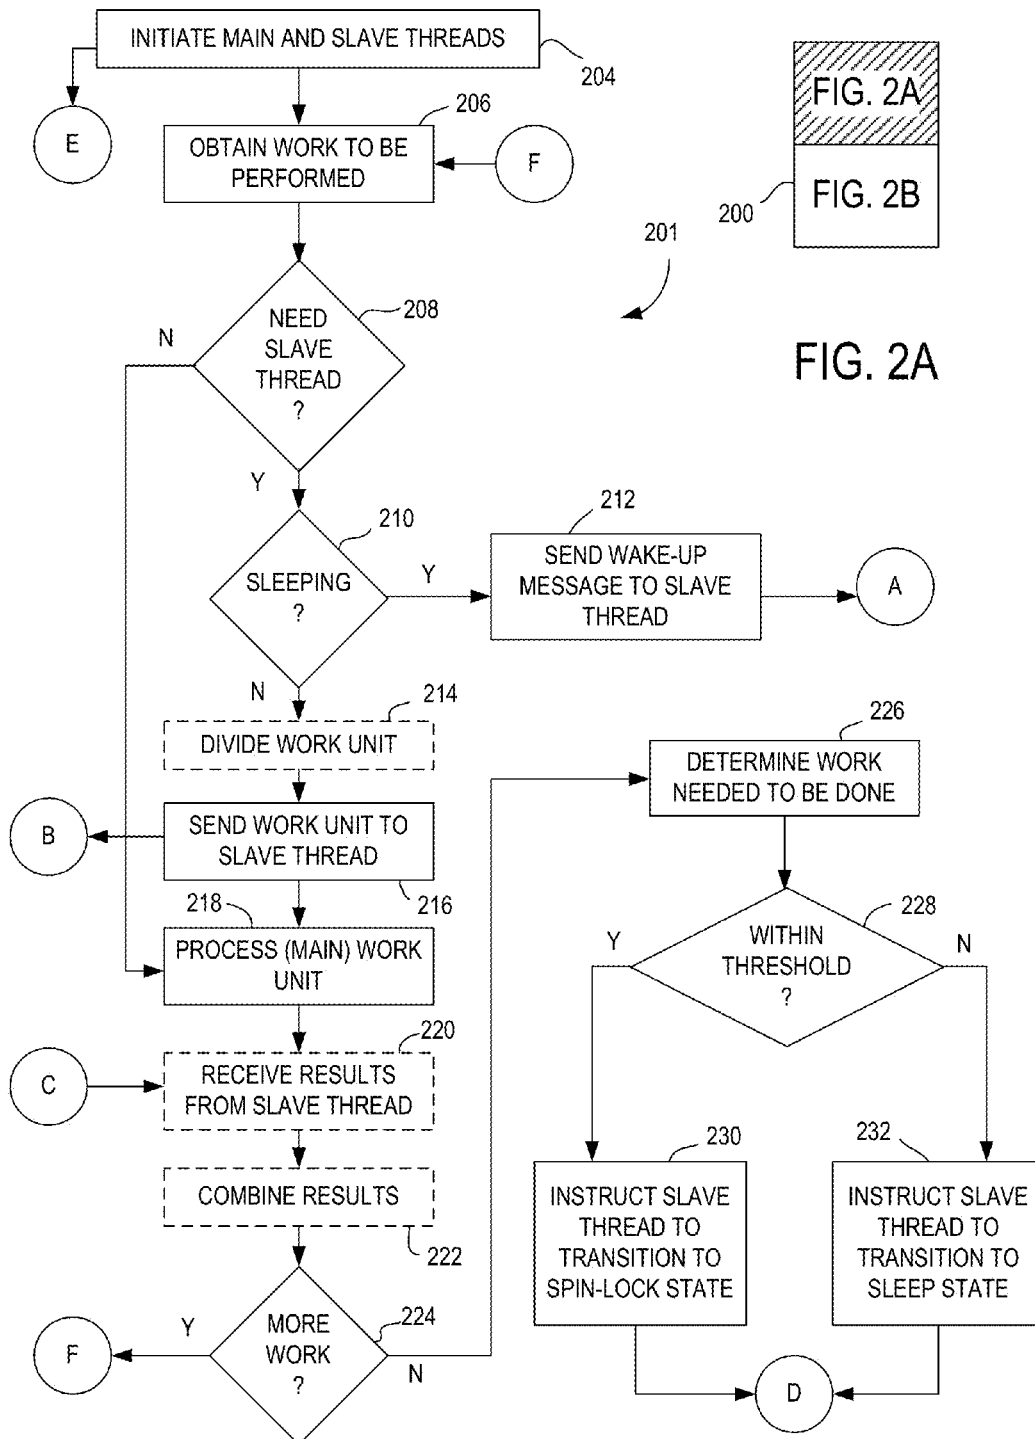 INITIATE MAIN AND SLAVE THREADS
204
E
206
OBTAIN WORK TO BE
PERFORMED
F
FIG. 2A
FIG. 2B
200
201
FIG. 2A
208
N
NEED
SLAVE
THREAD
?
Y
210
SLEEPING
?
Y
212
SEND WAKE-UP
MESSAGE TO SLAVE
THREAD
A
N
214
DIVIDE WORK UNIT
B
SEND WORK UNIT TO
SLAVE THREAD
216
218
PROCESS (MAIN) WORK
UNIT
C
220
RECEIVE RESULTS
FROM SLAVE THREAD
COMBINE RESULTS
222
F
Y
MORE
WORK
?
224
N
226
DETERMINE WORK
NEEDED TO BE DONE
228
Y
WITHIN
THRESHOLD
?
N
230
INSTRUCT SLAVE
THREAD TO
TRANSITION TO
SPIN-LOCK STATE
232
INSTRUCT SLAVE
THREAD TO
TRANSITION TO
SLEEP STATE
D